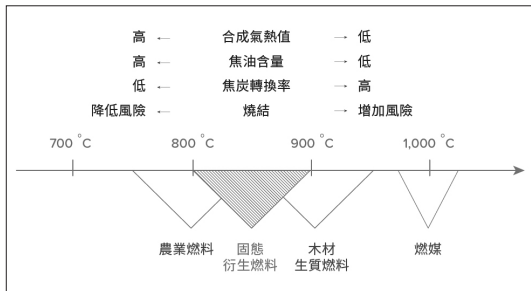 高 ← 合成氣熱值 → 低
高 ← 焦油含量 → 低
低 ← 焦炭轉換率 → 高
降低風險 ← 燒結 → 增加風險
700 °C 800 °C 900 °C 1,000 °C
農業燃料 固態 木材 燃媒
衍生燃料 生質燃料